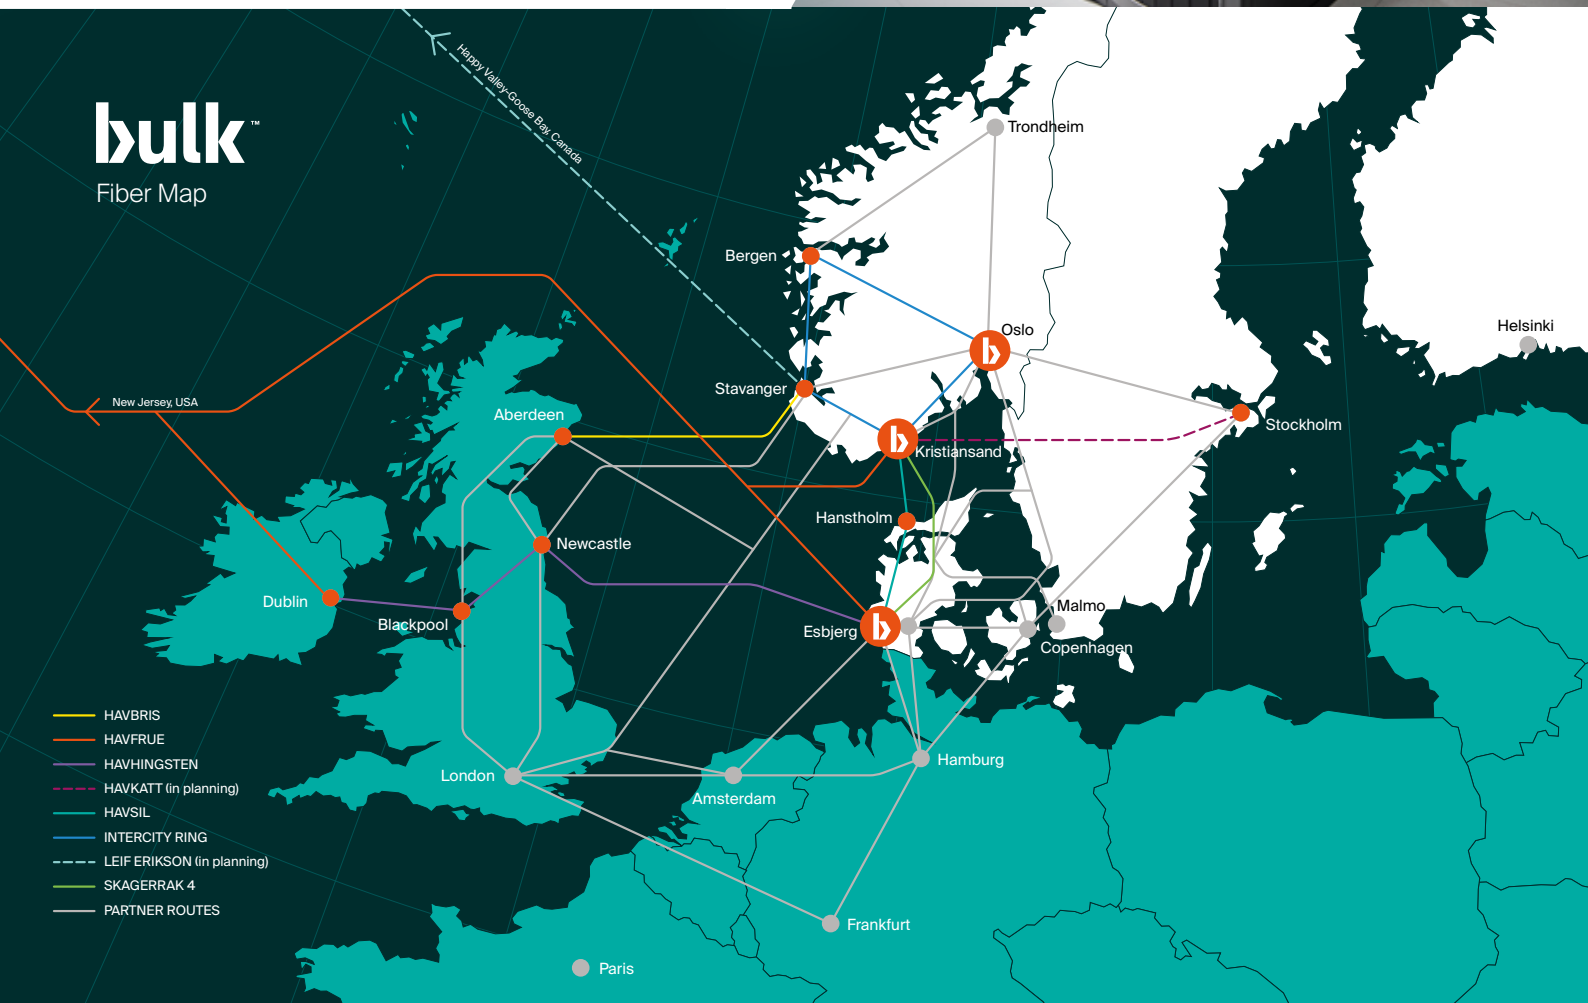 bulk™
Fiber Map
Happy Valley-Goose Bay, Canada
Trondheim
Bergen
Oslo
Helsinki
Stavanger
New Jersey, USA
Aberdeen
Stockholm
Kristiansand
Hanstholm
Newcastle
Dublin
Blackpool
Esbjerg
Malmo
Copenhagen
HAVBRIS
HAVFRUE
HAVHINGSTEN
HAVKATT (in planning)
HAVSIL
INTERCITY RING
LEIF ERIKSON (in planning)
SKAGERRAK 4
PARTNER ROUTES
London
Amsterdam
Hamburg
Frankfurt
Paris